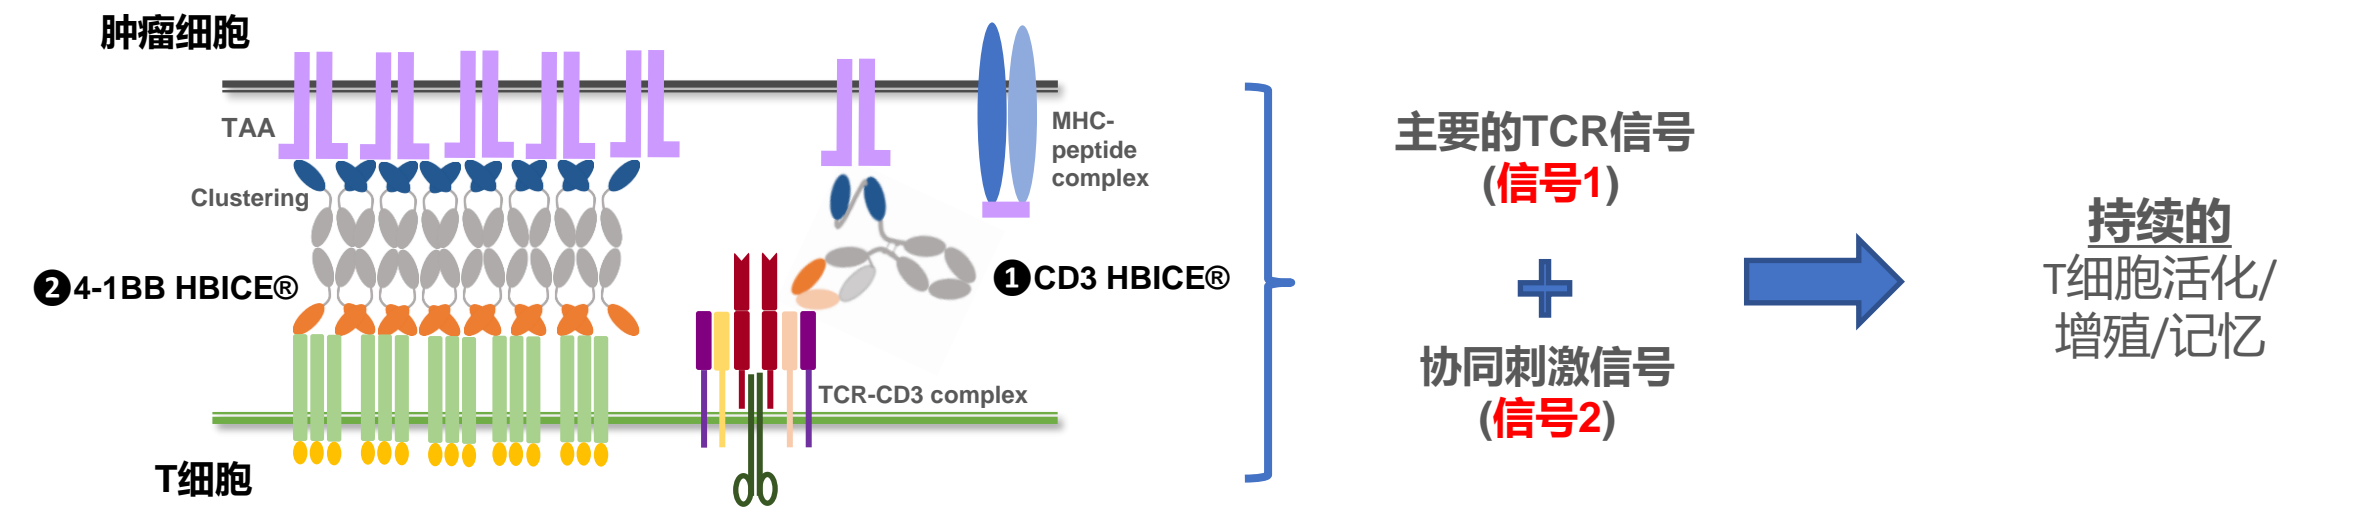 肿瘤细胞
TAA
Clustering
❷4-1BB HBICE®
T细胞
MHC-
peptide
complex
❶CD3 HBICE®
TCR-CD3 complex
主要的TCR信号
(信号1)
协同刺激信号
(信号2)
持续的
T细胞活化/
增殖/记忆